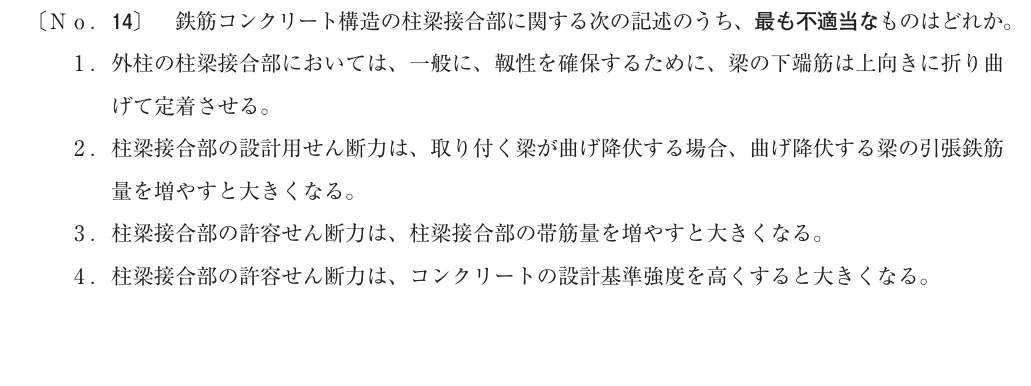 〔Ｎｏ．14〕　鉄筋コンクリート構造の柱梁接合部に関する次の記述のうち、最も不適当なものはどれか。
１．外柱の柱梁接合部においては、一般に、靱性を確保するために、梁の下端筋は上向きに折り曲
げて定着させる。
２．柱梁接合部の設計用せん断力は、取り付く梁が曲げ降伏する場合、曲げ降伏する梁の引張鉄筋
量を増やすと大きくなる。
３．柱梁接合部の許容せん断力は、柱梁接合部の帯筋量を増やすと大きくなる。
４．柱梁接合部の許容せん断力は、コンクリートの設計基準強度を高くすると大きくなる。